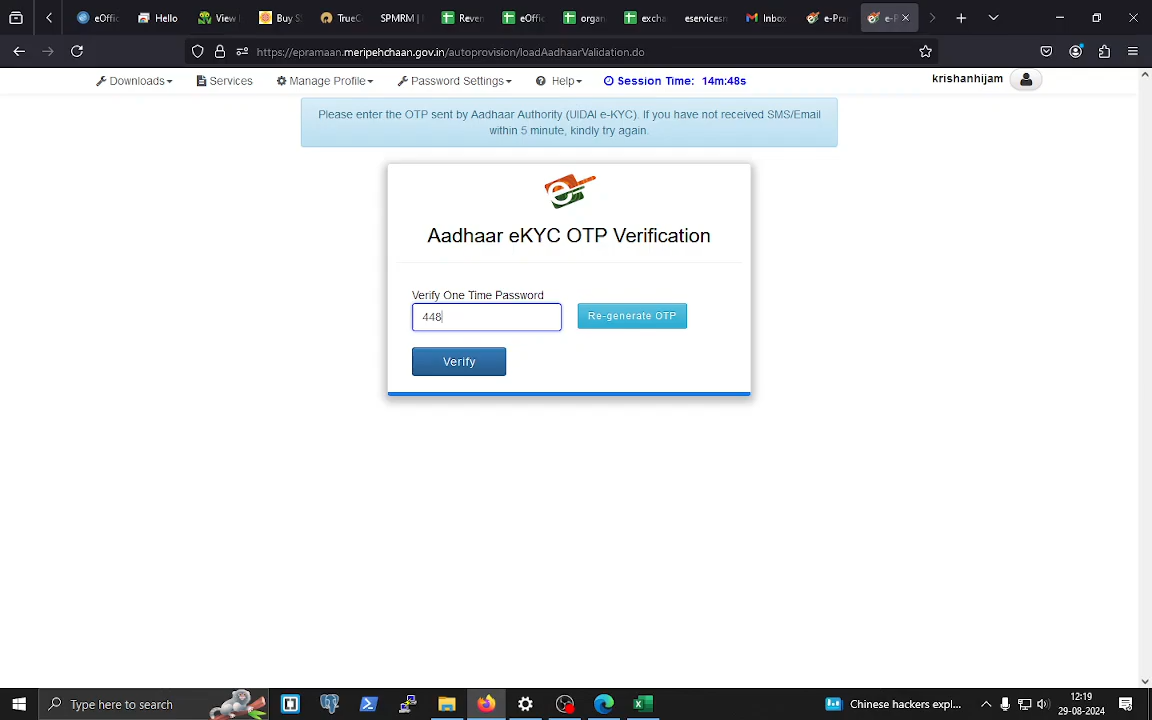 eOffic
Hello
View
Buy S
TrueC
SPMRM |
Reven
eOffic
organ
excha
eservicesn
Inbox
e-Pra
e-P
https://epramaan.meripehchaan.gov.in/autoprovision/loadAadhaarValidation.do
Downloads
Services
Manage Profile
Password Settings
Help
Session Time: 14m:48s
krishanhijam
Please enter the OTP sent by Aadhaar Authority (UIDAI e-KYC). If you have not received SMS/Email
within 5 minute, kindly try again.
Aadhaar eKYC OTP Verification
Verify One Time Password
448
Re-generate OTP
Verify
Type here to search
Chinese hackers expl...
12:19
29-08-2024